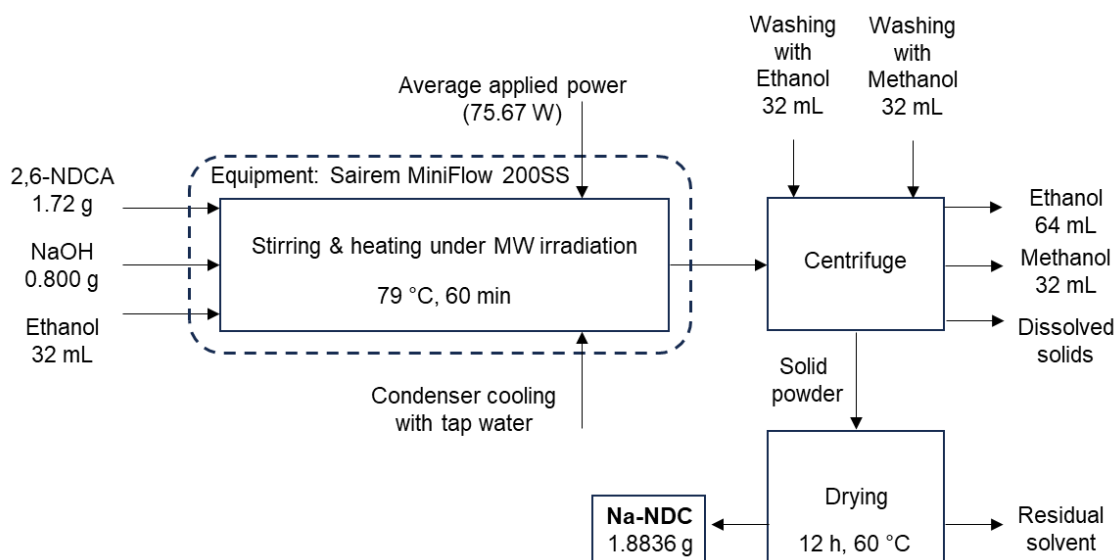 Washing
with
Ethanol
32 mL
Washing
with
Methanol
32 mL
Average applied power
(75.67 W)
2,6-NDCA
1.72 g
NaOH
0.800 g
Ethanol
32 mL
Equipment: Sairem MiniFlow 200SS
Stirring & heating under MW irradiation
79 °C, 60 min
Condenser cooling
with tap water
Centrifuge
Ethanol
64 mL
Methanol
32 mL
Dissolved
solids
Solid
powder
Drying
12 h, 60 °C
Na-NDC
1.8836 g
Residual
solvent